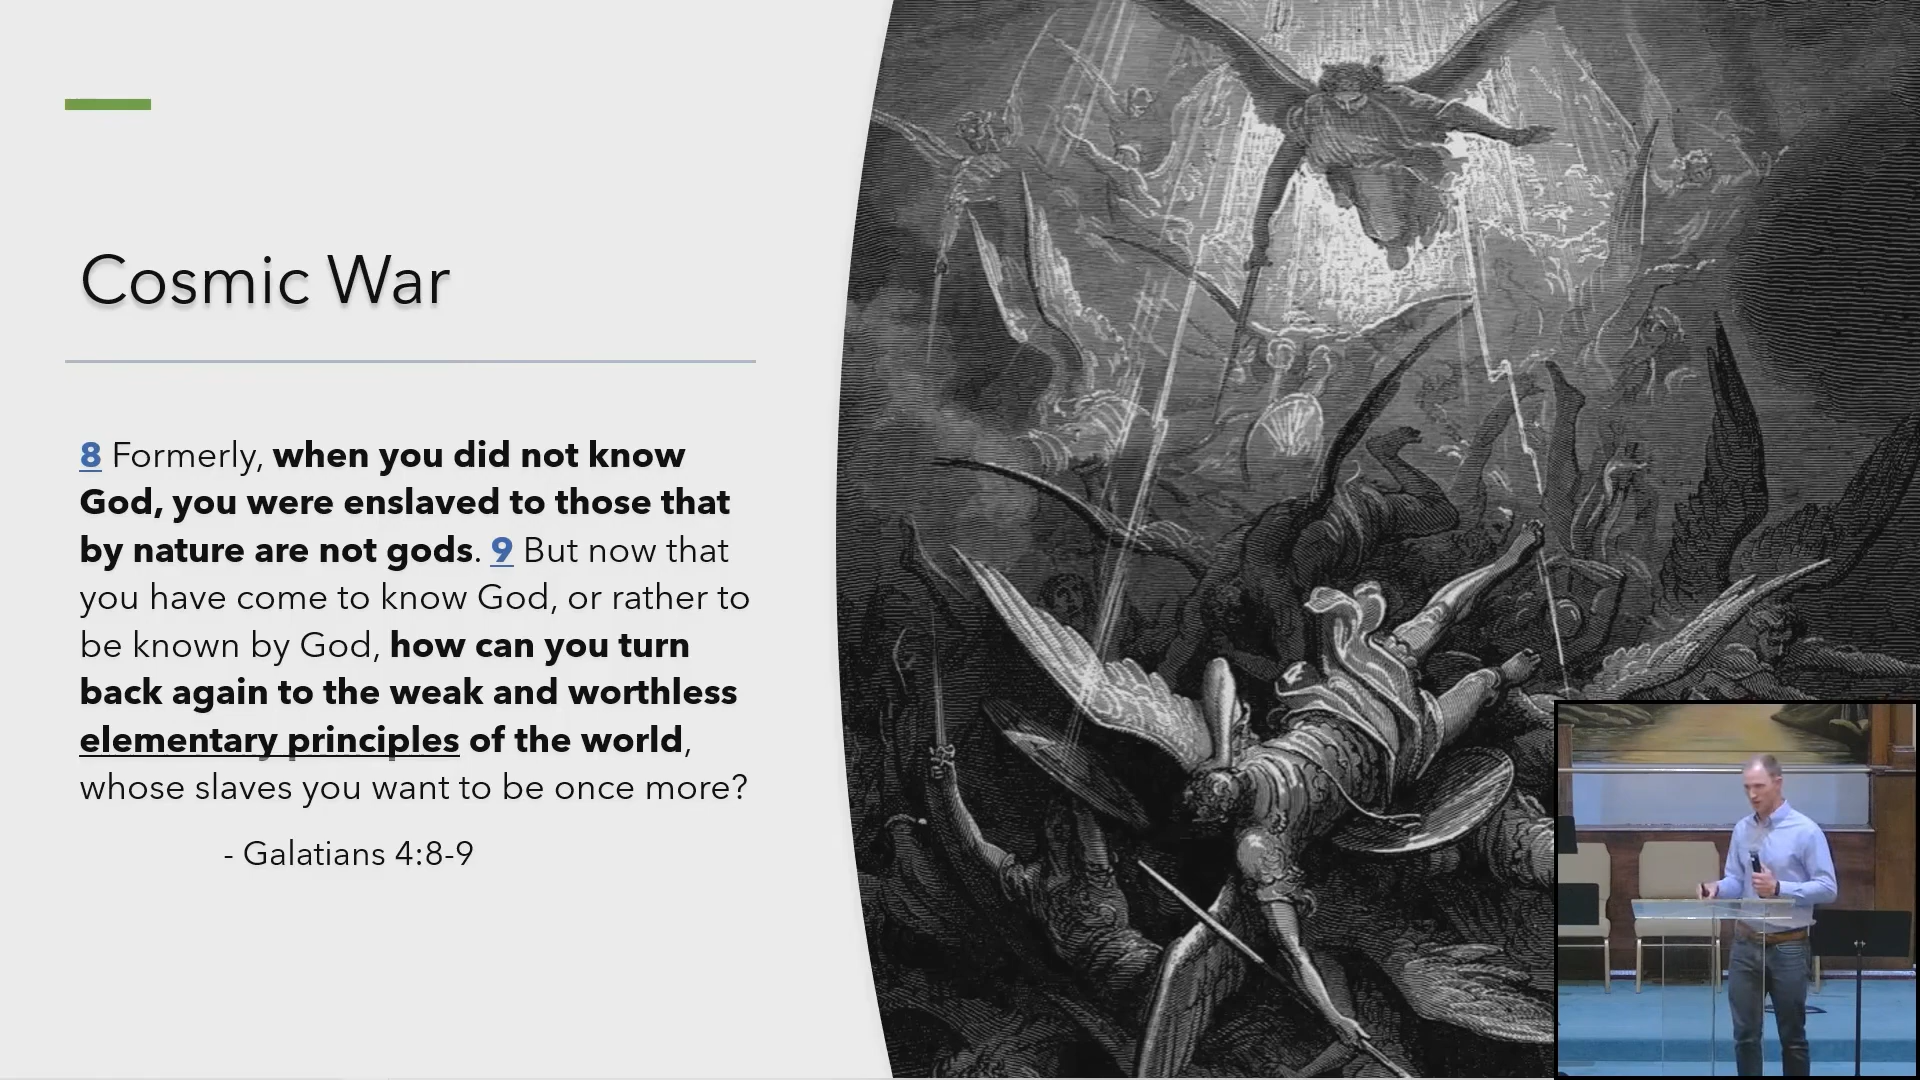 Cosmic War
8 Formerly, when you did not know
God, you were enslaved to those that
by nature are not gods. 9 But now that
you have come to know God, or rather to
be known by God, how can you turn
back again to the weak and worthless
elementary principles of the world,
whose slaves you want to be once more?
- Galatians 4:8-9